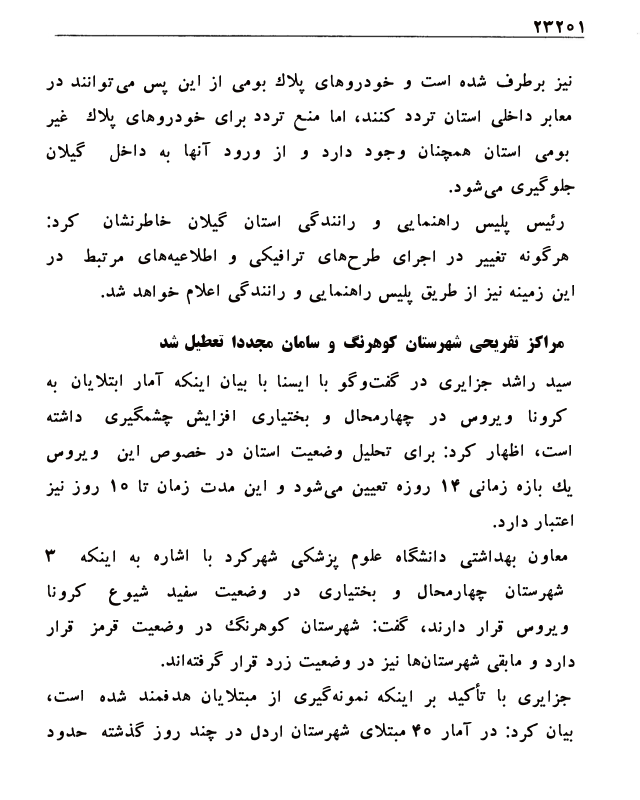 ۲۳۲۵۱
نیز برطرف شده است و خودروهای پلاك بومی از این پس می‌توانند در
معابر داخلی استان تردد کنند، اما منع تردد برای خودروهای پلاك غیر
بومی استان همچنان وجود دارد و از ورود آنها به داخل گیلان
جلوگیری می‌شود.
رئیس پلیس راهنمایی و رانندگی استان گیلان خاطرنشان کرد:
هرگونه تغییر در اجرای طرح‌های ترافیکی و اطلاعیه‌های مرتبط در
این زمینه نیز از طریق پلیس راهنمایی و رانندگی اعلام خواهد شد.
مراکز تفریحی شهرستان کوهرنگ و سامان مجددا تعطیل شد
سید راشد جزایری در گفت‌وگو با ایسنا با بیان اینکه آمار ابتلایان به
کرونا ویروس در چهارمحال و بختیاری افزایش چشمگیری داشته
است، اظهار کرد: برای تحلیل وضعیت استان در خصوص این ویروس
یك بازه زمانی ۱۴ روزه تعیین می‌شود و این مدت زمان تا ۱۵ روز نیز
اعتبار دارد.
معاون بهداشتی دانشگاه علوم پزشکی شهرکرد با اشاره به اینکه ۳
شهرستان چهارمحال و بختیاری در وضعیت سفید شیوع کرونا
ویروس قرار دارند، گفت: شهرستان کوهرنگ در وضعیت قرمز قرار
دارد و مابقی شهرستان‌ها نیز در وضعیت زرد قرار گرفته‌اند.
جزایری با تأکید بر اینکه نمونه‌گیری از مبتلایان هدفمند شده است،
بیان کرد: در آمار ۴۰ مبتلای شهرستان اردل در چند روز گذشته حدود